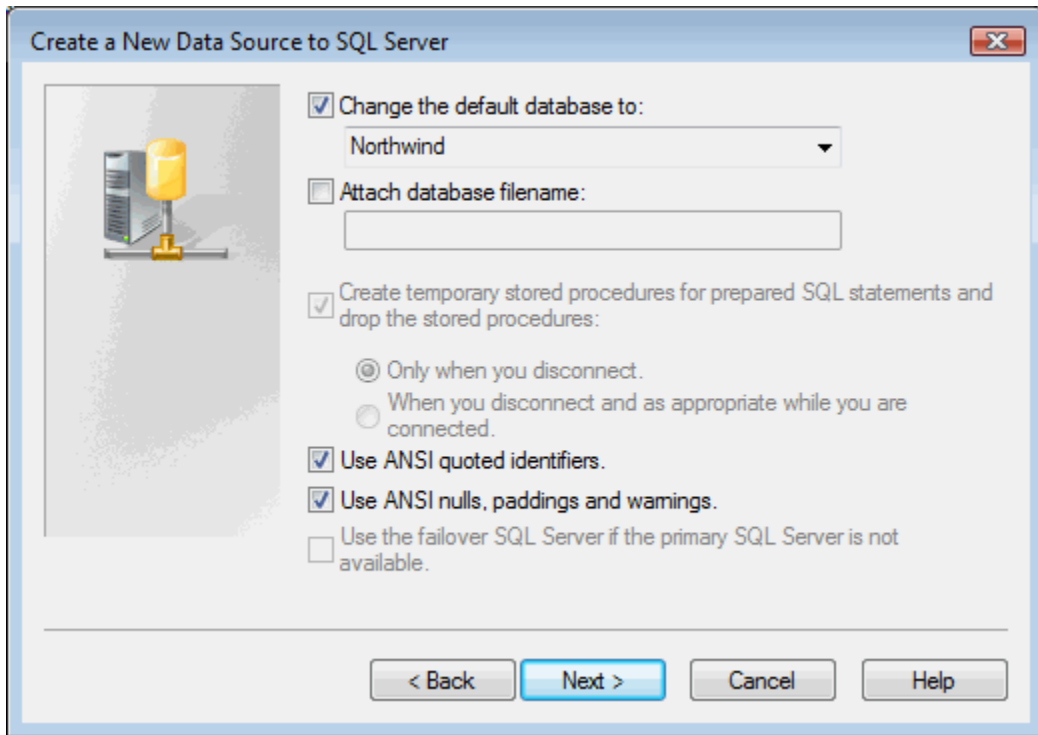 Create a New Data Source to SQL Server
Change the default database to:
Northwind
Attach database filename:
Create temporary stored procedures for prepared SQL statements and
drop the stored procedures:
Only when you disconnect.
When you disconnect and as appropriate while you are
connected.
Use ANSI quoted identifiers.
Use ANSI nulls, paddings and warnings.
Use the failover SQL Server if the primary SQL Server is not
available.
< Back
Next >
Cancel
Help